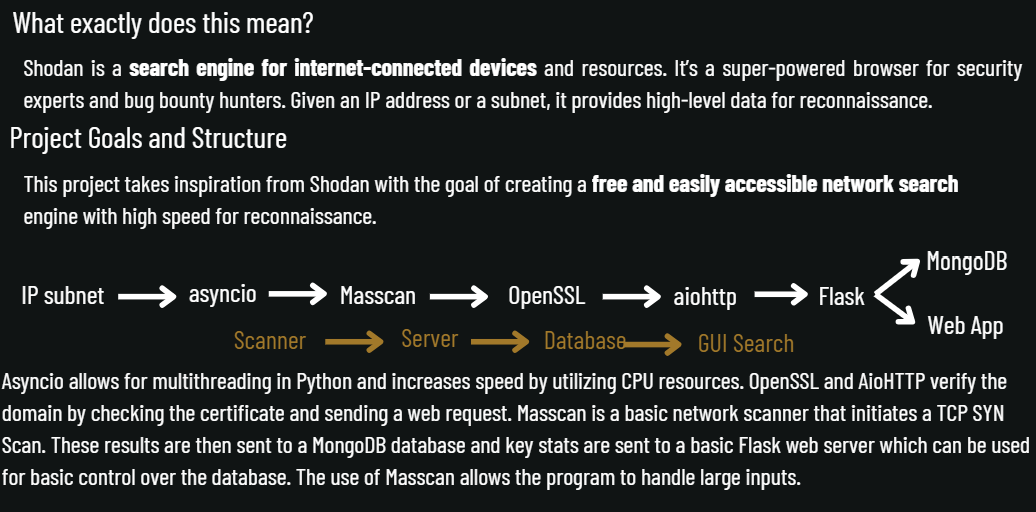 What exactly does this mean?
Shodan is a search engine for internet-connected devices and resources. It's a super-powered browser for security
experts and bug bounty hunters. Given an IP address or a subnet, it provides high-level data for reconnaissance.
Project Goals and Structure
This project takes inspiration from Shodan with the goal of creating a free and easily accessible network search
engine with high speed for reconnaissance.
MongoDB
IP subnet asyncio Masscan OpenSSL aiohttp Flask
Web App
Scanner Server Database GUI Search
Asyncio allows for multithreading in Python and increases speed by utilizing CPU resources. OpenSSL and AioHTTP verify the
domain by checking the certificate and sending a web request. Masscan is a basic network scanner that initiates a TCP SYN
Scan. These results are then sent to a MongoDB database and key stats are sent to a basic Flask web server which can be used
for basic control over the database. The use of Masscan allows the program to handle large inputs.